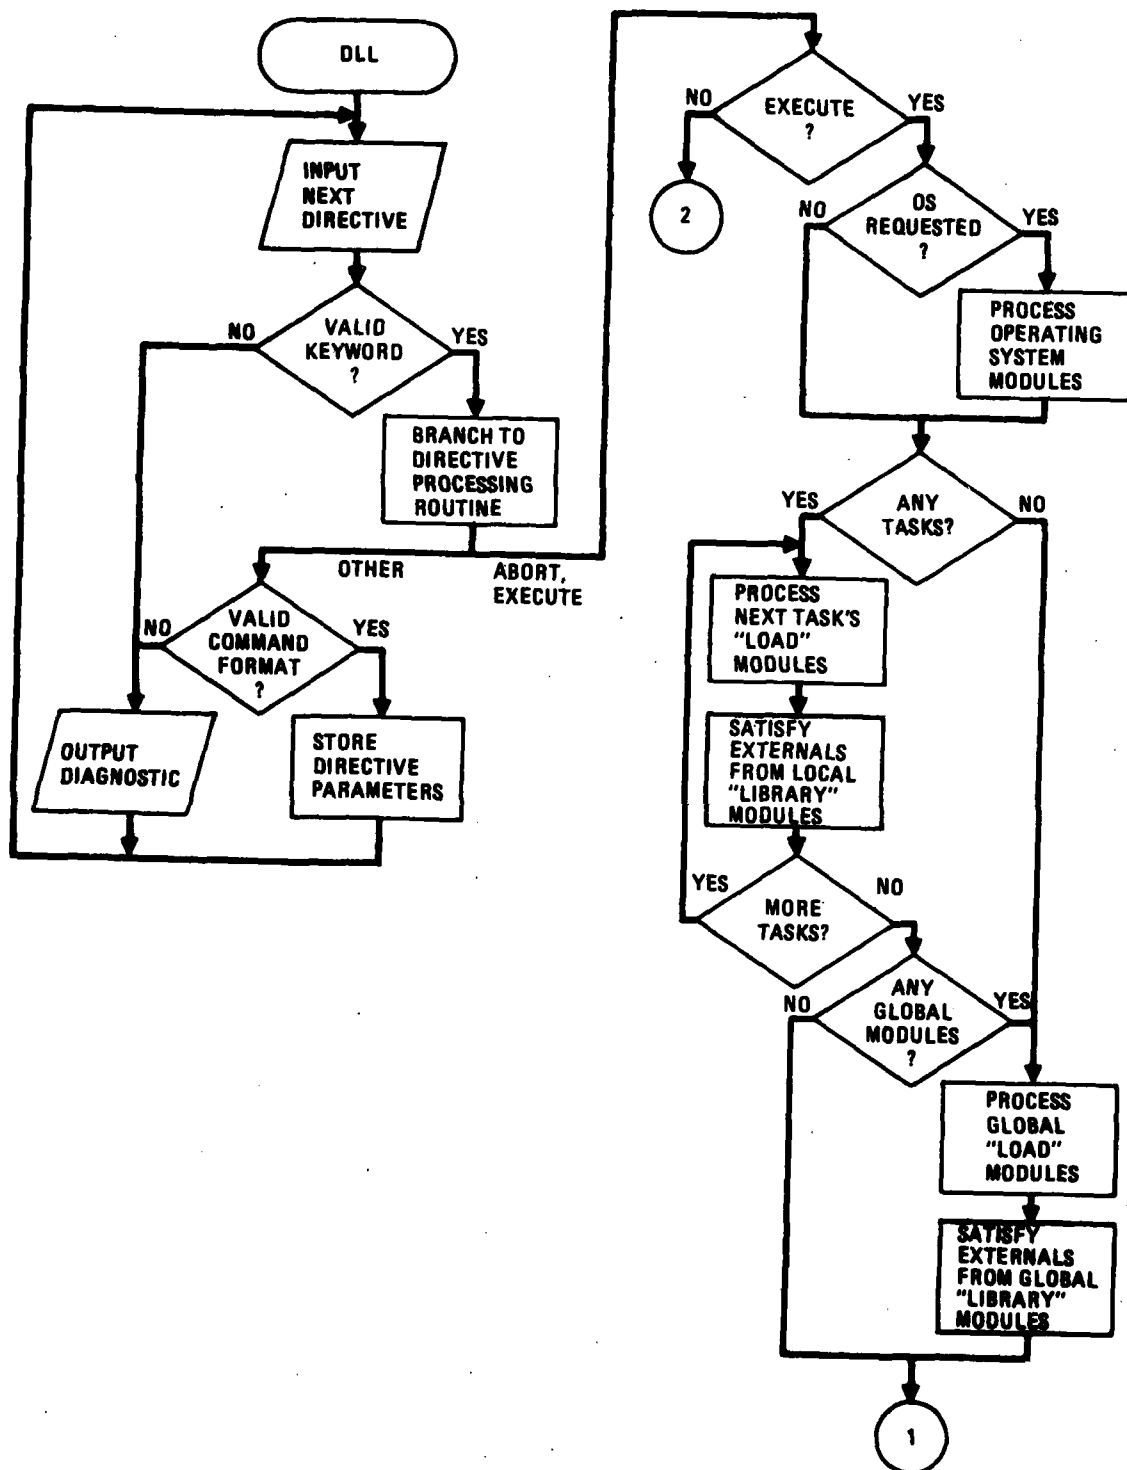 DLL
INPUT
NEXT
DIRECTIVE
NO
VALID
KEYWORD
?
YES
BRANCH TO
DIRECTIVE
PROCESSING
ROUTINE
OTHER
ABORT,
EXECUTE
NO
VALID
COMMAND
FORMAT
?
YES
OUTPUT
DIAGNOSTIC
STORE
DIRECTIVE
PARAMETERS
NO
EXECUTE
?
YES
2
NO
OS
REQUESTED
?
YES
PROCESS
OPERATING
SYSTEM
MODULES
YES
ANY
TASKS?
NO
PROCESS
NEXT TASK'S
"LOAD"
MODULES
SATISFY
EXTERNALS
FROM LOCAL
"LIBRARY"
MODULES
YES
MORE
TASKS?
NO
NO
ANY
GLOBAL
MODULES
?
YES
PROCESS
GLOBAL
"LOAD"
MODULES
SATISFY
EXTERNALS
FROM GLOBAL
"LIBRARY"
MODULES
1